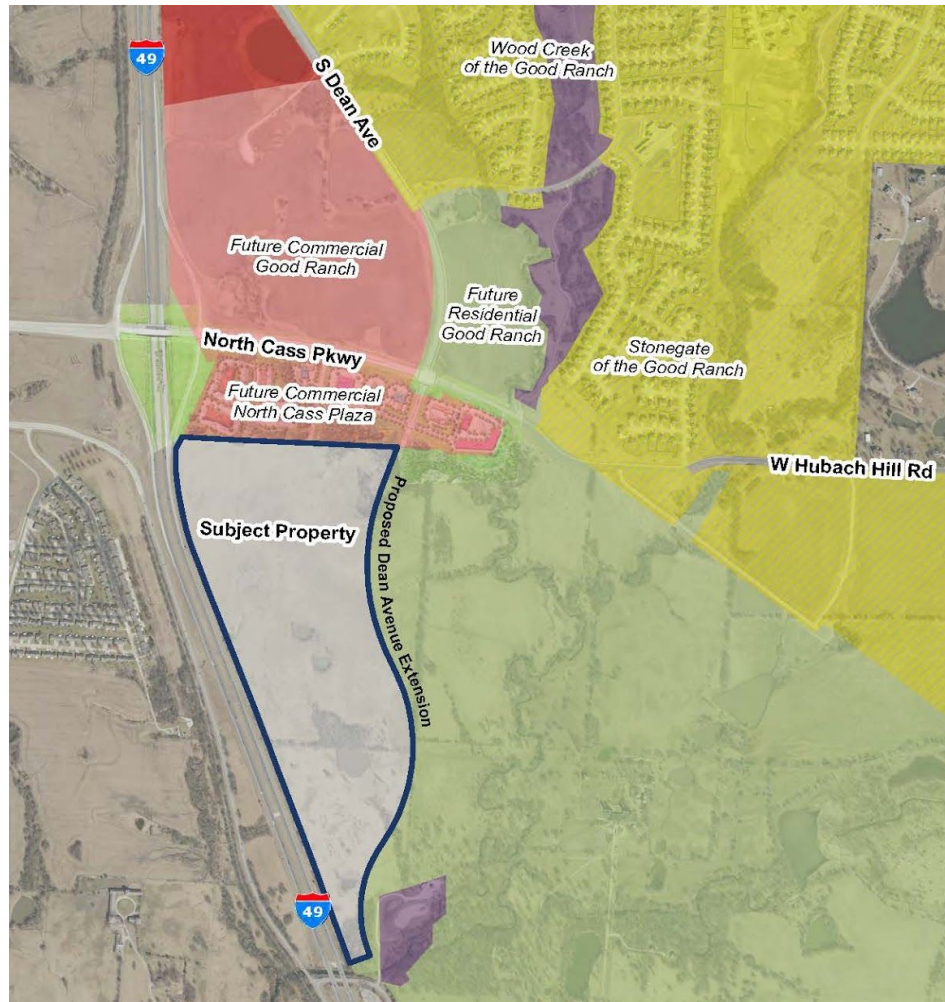 49
S Dean Ave
Wood Creek
of the Good Ranch
Future Commercial
Good Ranch
Future
Residential
Good Ranch
North Cass Pkwy
Stonegate
of the Good Ranch
Future Commercial
North Cass Plaza
W Hubach Hill Rd
Subject Property
Proposed Dean Avenue Extension
49